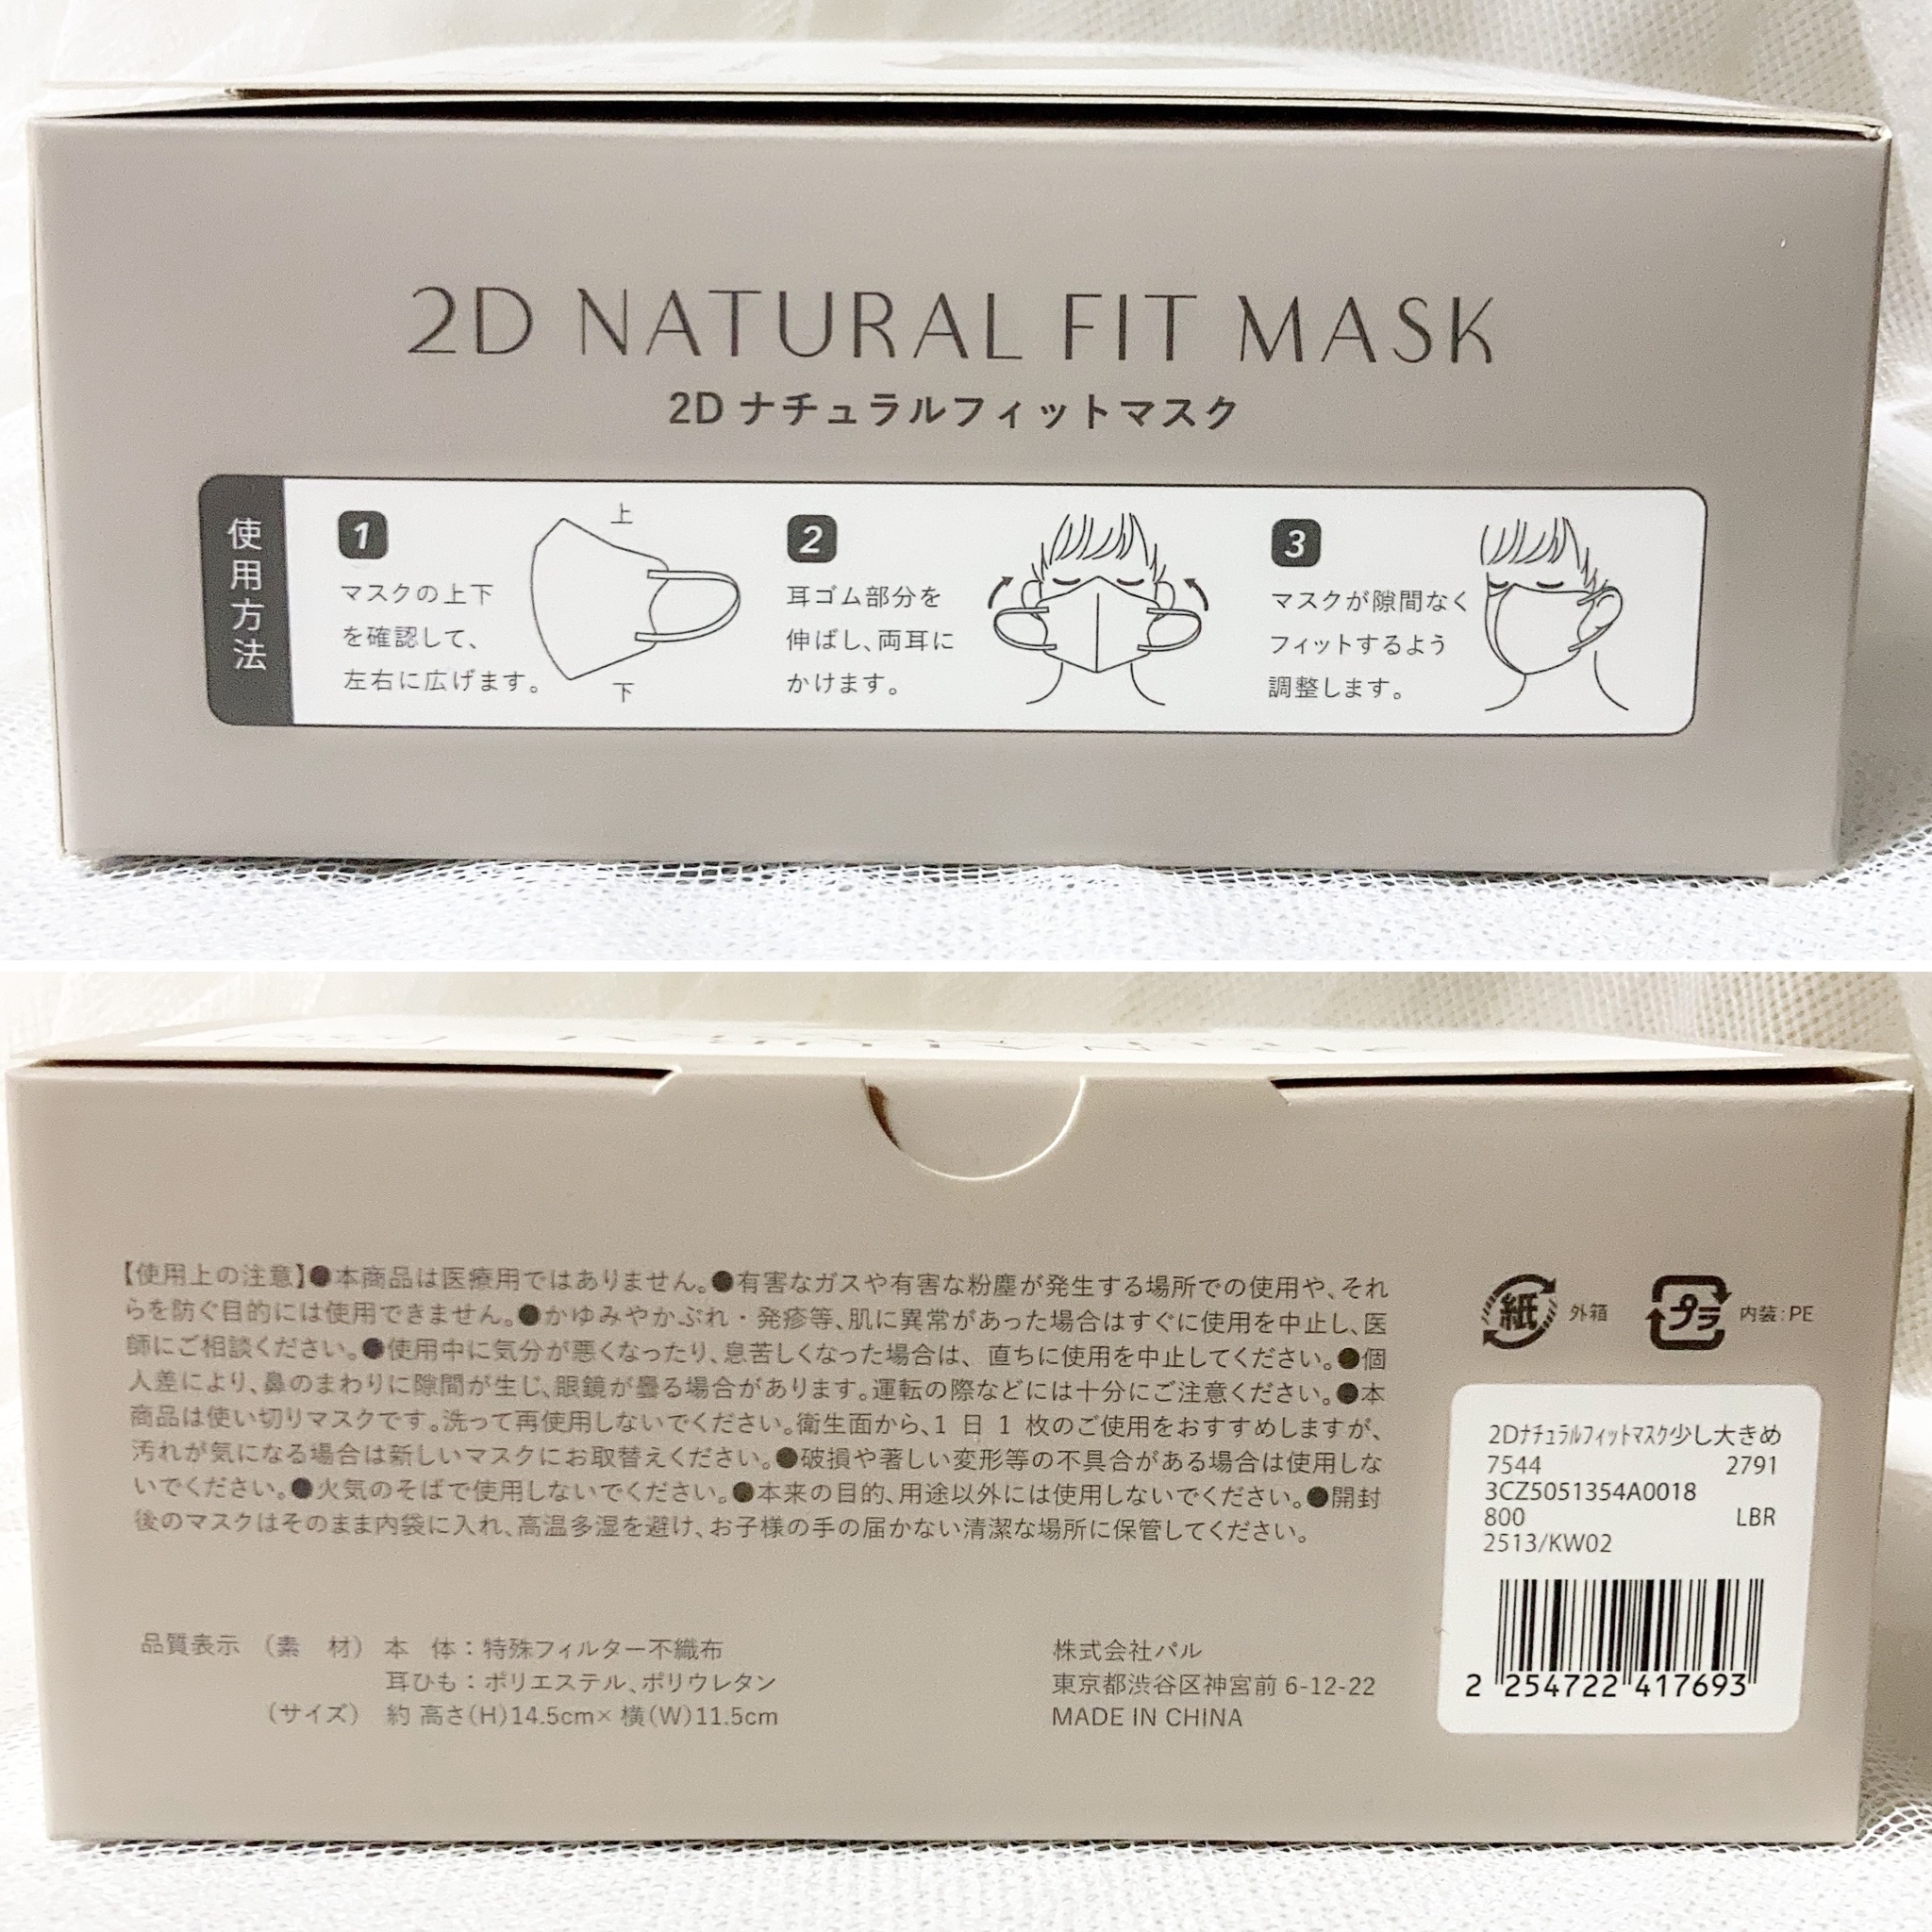 2D NATURAL FIT MASK
2D ナチュラルフィットマスク
使用方法
1
マスクの上下
を確認して、
左右に広げます。
上
下
2
耳ゴム部分を
伸ばし、両耳に
かけます。
3
マスクが隙間なく
フィットするよう
調整します。
【使用上の注意】●本商品は医療用ではありません。●有害なガスや有害な粉塵が発生する場所での使用や、それ
らを防ぐ目的には使用できません。●かゆみやかぶれ・発疹等、肌に異常があった場合はすぐに使用を中止し、医
師にご相談ください。●使用中に気分が悪くなったり、息苦しくなった場合は、直ちに使用を中止してください。●個
人差により、鼻のまわりに隙間が生じ、眼鏡が曇る場合があります。運転の際などには十分にご注意ください。●本
商品は使い切りマスクです。洗って再使用しないでください。衛生面から、1 日 1 枚のご使用をおすすめしますが、
汚れが気になる場合は新しいマスクにお取替えください。●破損や著しい変形等の不具合がある場合は使用しな
いでください。●火気のそばで使用しないでください。●本来の目的、用途以外には使用しないでください。●開封
後のマスクはそのまま内袋に入れ、高温多湿を避け、お子様の手の届かない清潔な場所に保管してください。
品質表示 (素 材) 本 体：特殊フィルター不織布
耳ひも：ポリエステル、ポリウレタン
(サイズ) 約 高さ(H)14.5cm× 横(W)11.5cm
株式会社パル
東京都渋谷区神宮前 6-12-22
MADE IN CHINA
紙 外箱 プラ 内装：PE
2Dﾅﾁｭﾗﾙﾌｨｯﾄﾏｽｸ少し大きめ
7544 2791
3CZ5051354A0018
800 LBR
2513/KW02
2 254722 417693